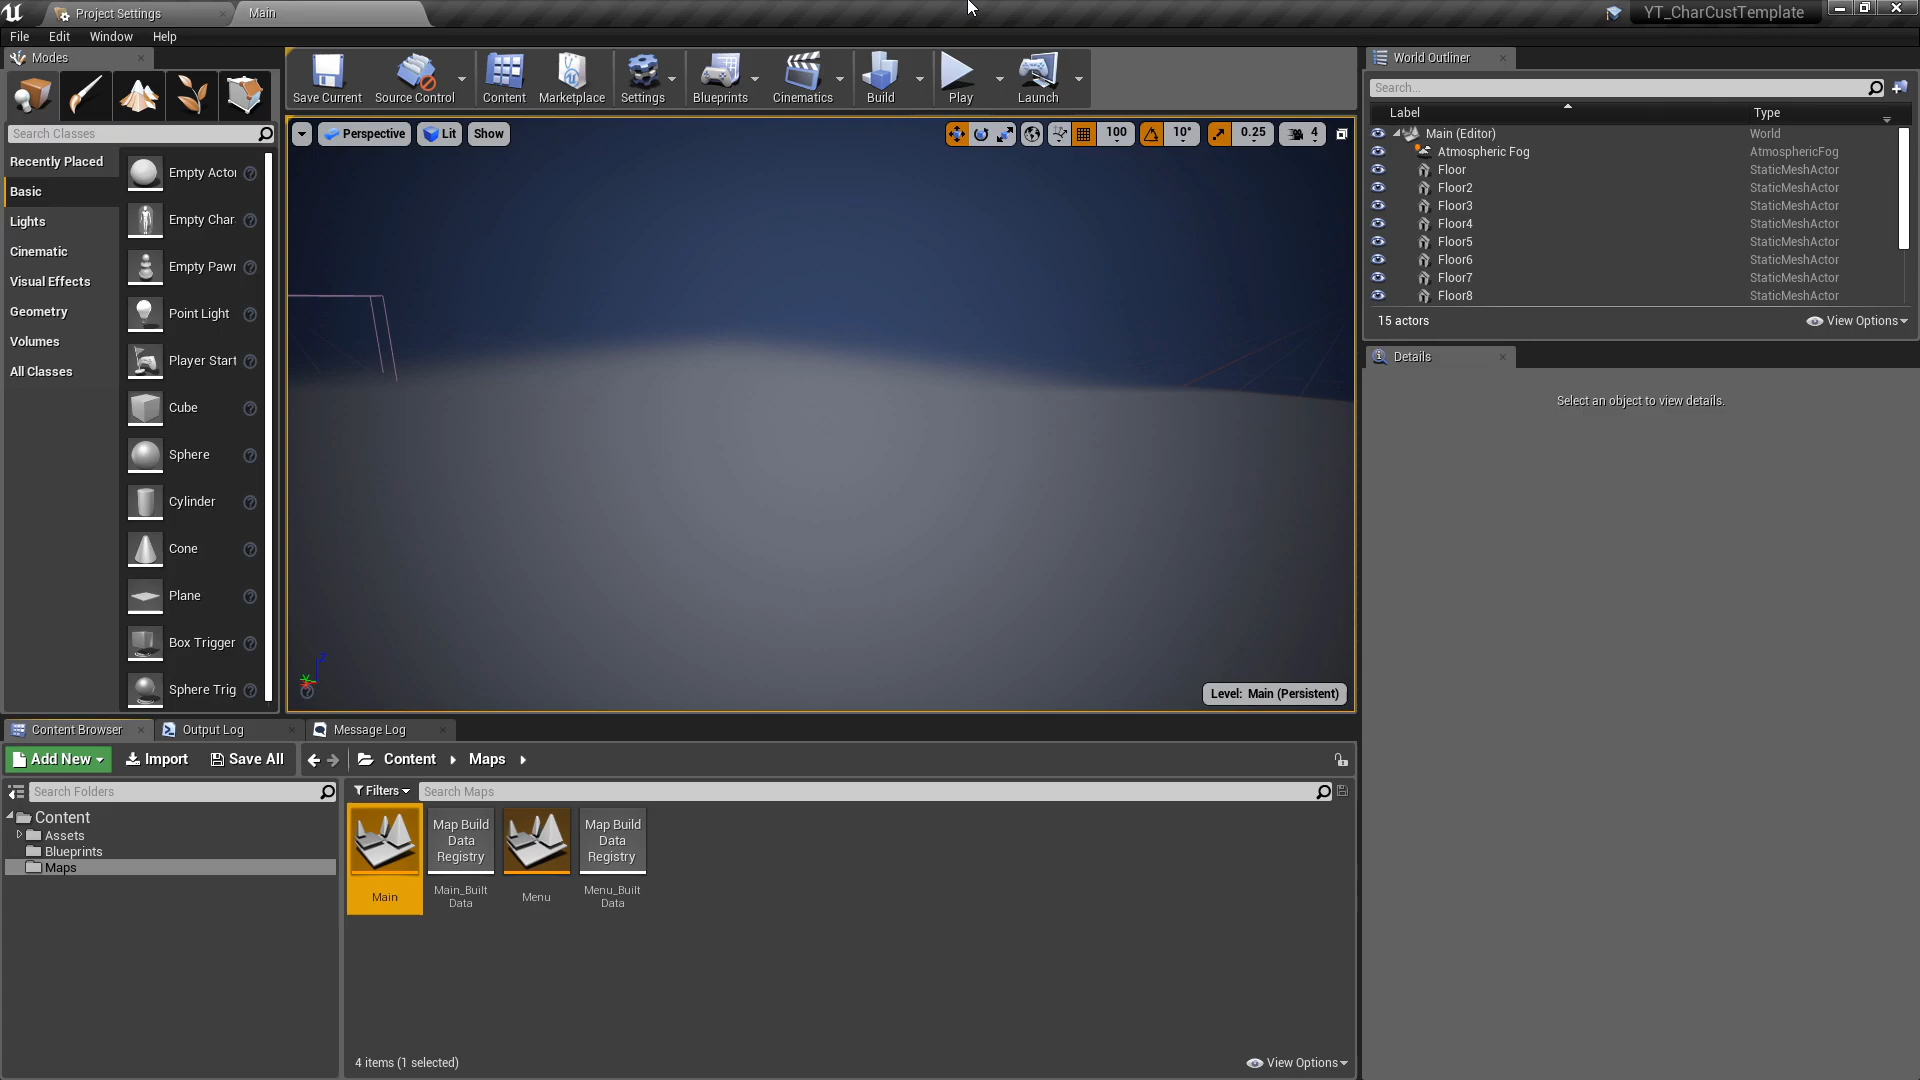 Project Settings
Main
YT_CharCustTemplate
File
Edit
Window
Help
Modes
Search Classes
Recently Placed
Basic
Lights
Cinematic
Visual Effects
Geometry
Volumes
All Classes
Empty Actor
Empty Char
Empty Pawn
Point Light
Player Start
Cube
Sphere
Cylinder
Cone
Plane
Box Trigger
Sphere Trig
Save Current
Source Control
Content
Marketplace
Settings
Blueprints
Cinematics
Build
Play
Launch
Perspective
Lit
Show
100
10°
0.25
4
Level: Main (Persistent)
World Outliner
Search...
Label
Type
Main (Editor)
World
Atmospheric Fog
AtmosphericFog
Floor
StaticMeshActor
Floor2
StaticMeshActor
Floor3
StaticMeshActor
Floor4
StaticMeshActor
Floor5
StaticMeshActor
Floor6
StaticMeshActor
Floor7
StaticMeshActor
Floor8
StaticMeshActor
15 actors
View Options
Details
Select an object to view details.
Content Browser
Output Log
Message Log
Add New
Import
Save All
Content
Maps
Search Folders
Filters
Search Maps
Content
Assets
Blueprints
Maps
Main
Map Build
Data
Registry
Main_Built
Data
Menu
Map Build
Data
Registry
Menu_Built
Data
4 items (1 selected)
View Options